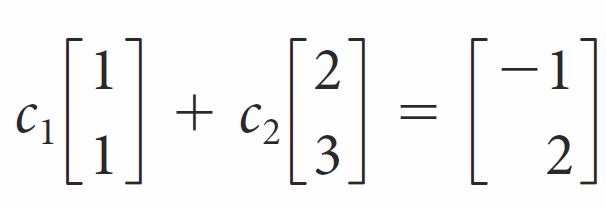 c₁[1 1] + c₂[2 3] = [−1 2]